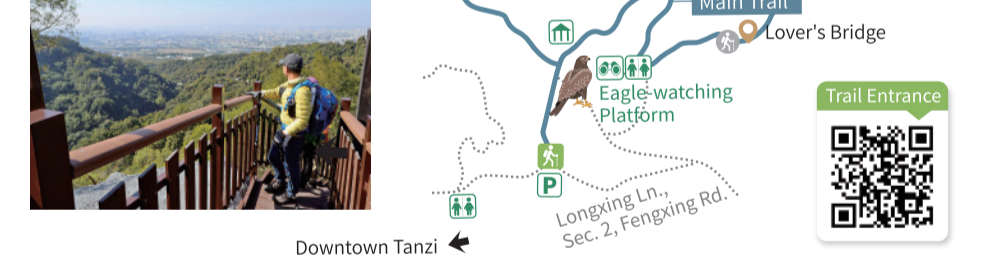 Main Trail
Lover's Bridge
Eagle-watching
Platform
Trail Entrance
P
Longxing Ln.,
Sec. 2, Fengxing Rd.
Downtown Tanzi